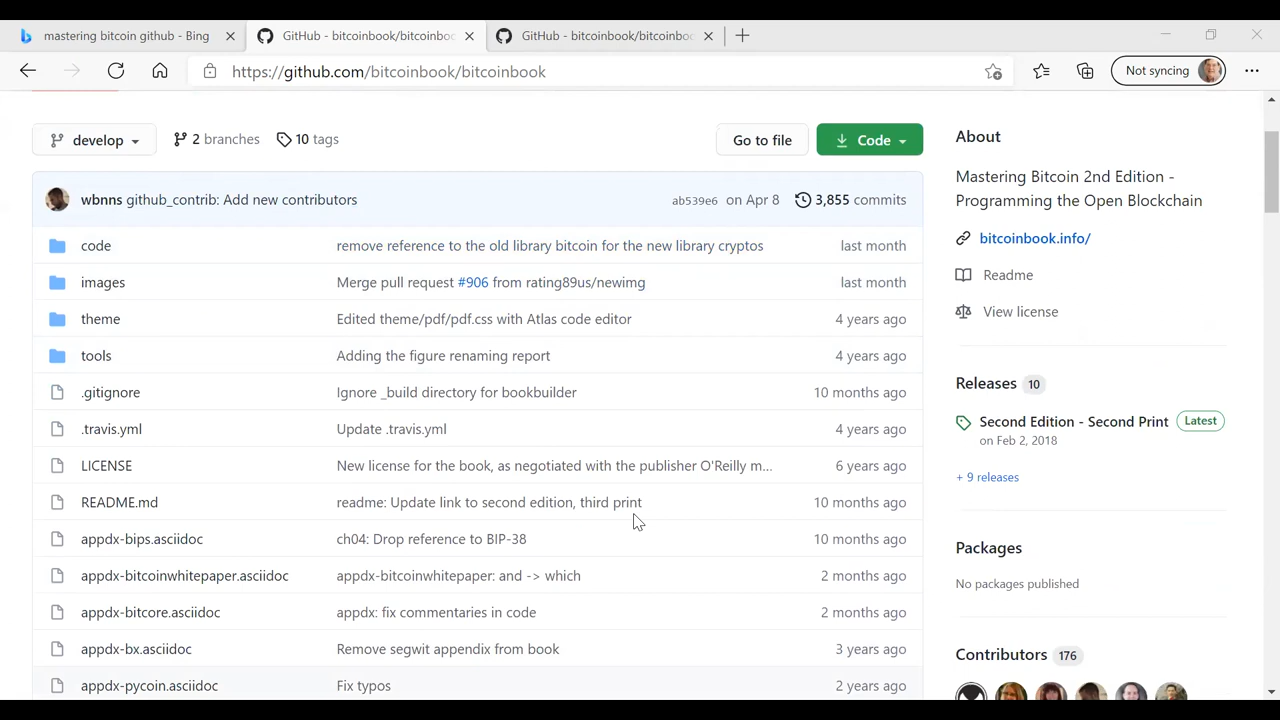 mastering bitcoin github - Bing
GitHub - bitcoinbook/bitcoinboo
GitHub - bitcoinbook/bitcoinboo
https://github.com/bitcoinbook/bitcoinbook
Not syncing
develop
2 branches
10 tags
Go to file
Code
wbnns github_contrib: Add new contributors
ab539e6 on Apr 8
3,855 commits
code
remove reference to the old library bitcoin for the new library cryptos
last month
images
Merge pull request #906 from rating89us/newimg
last month
theme
Edited theme/pdf/pdf.css with Atlas code editor
4 years ago
tools
Adding the figure renaming report
4 years ago
.gitignore
Ignore _build directory for bookbuilder
10 months ago
.travis.yml
Update .travis.yml
4 years ago
LICENSE
New license for the book, as negotiated with the publisher O'Reilly m...
6 years ago
README.md
readme: Update link to second edition, third print
10 months ago
appdx-bips.asciidoc
ch04: Drop reference to BIP-38
10 months ago
appdx-bitcoinwhitepaper.asciidoc
appdx-bitcoinwhitepaper: and -> which
2 months ago
appdx-bitcore.asciidoc
appdx: fix commentaries in code
2 months ago
appdx-bx.asciidoc
Remove segwit appendix from book
3 years ago
appdx-pycoin.asciidoc
Fix typos
2 years ago
About
Mastering Bitcoin 2nd Edition -
Programming the Open Blockchain
bitcoinbook.info/
Readme
View license
Releases 10
Second Edition - Second Print Latest
on Feb 2, 2018
+ 9 releases
Packages
No packages published
Contributors 176